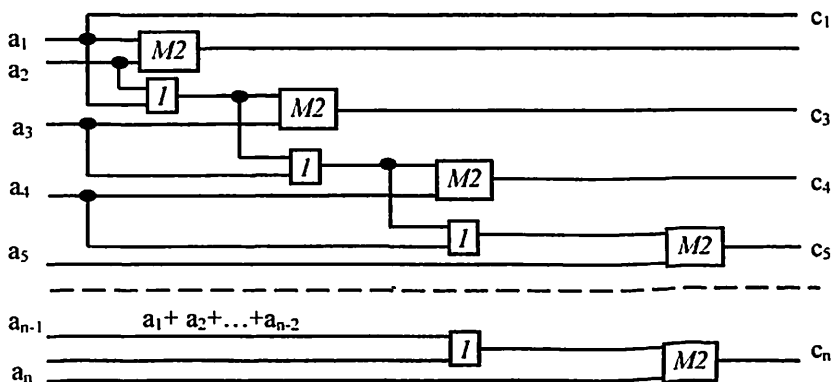 c₁
a₁
M2
a₂
1
M2
c₃
a₃
1
M2
c₄
a₄
1
M2
c₅
a₅
aₙ₋₁
a₁+ a₂+...+aₙ₋₂
1
M2
cₙ
aₙ